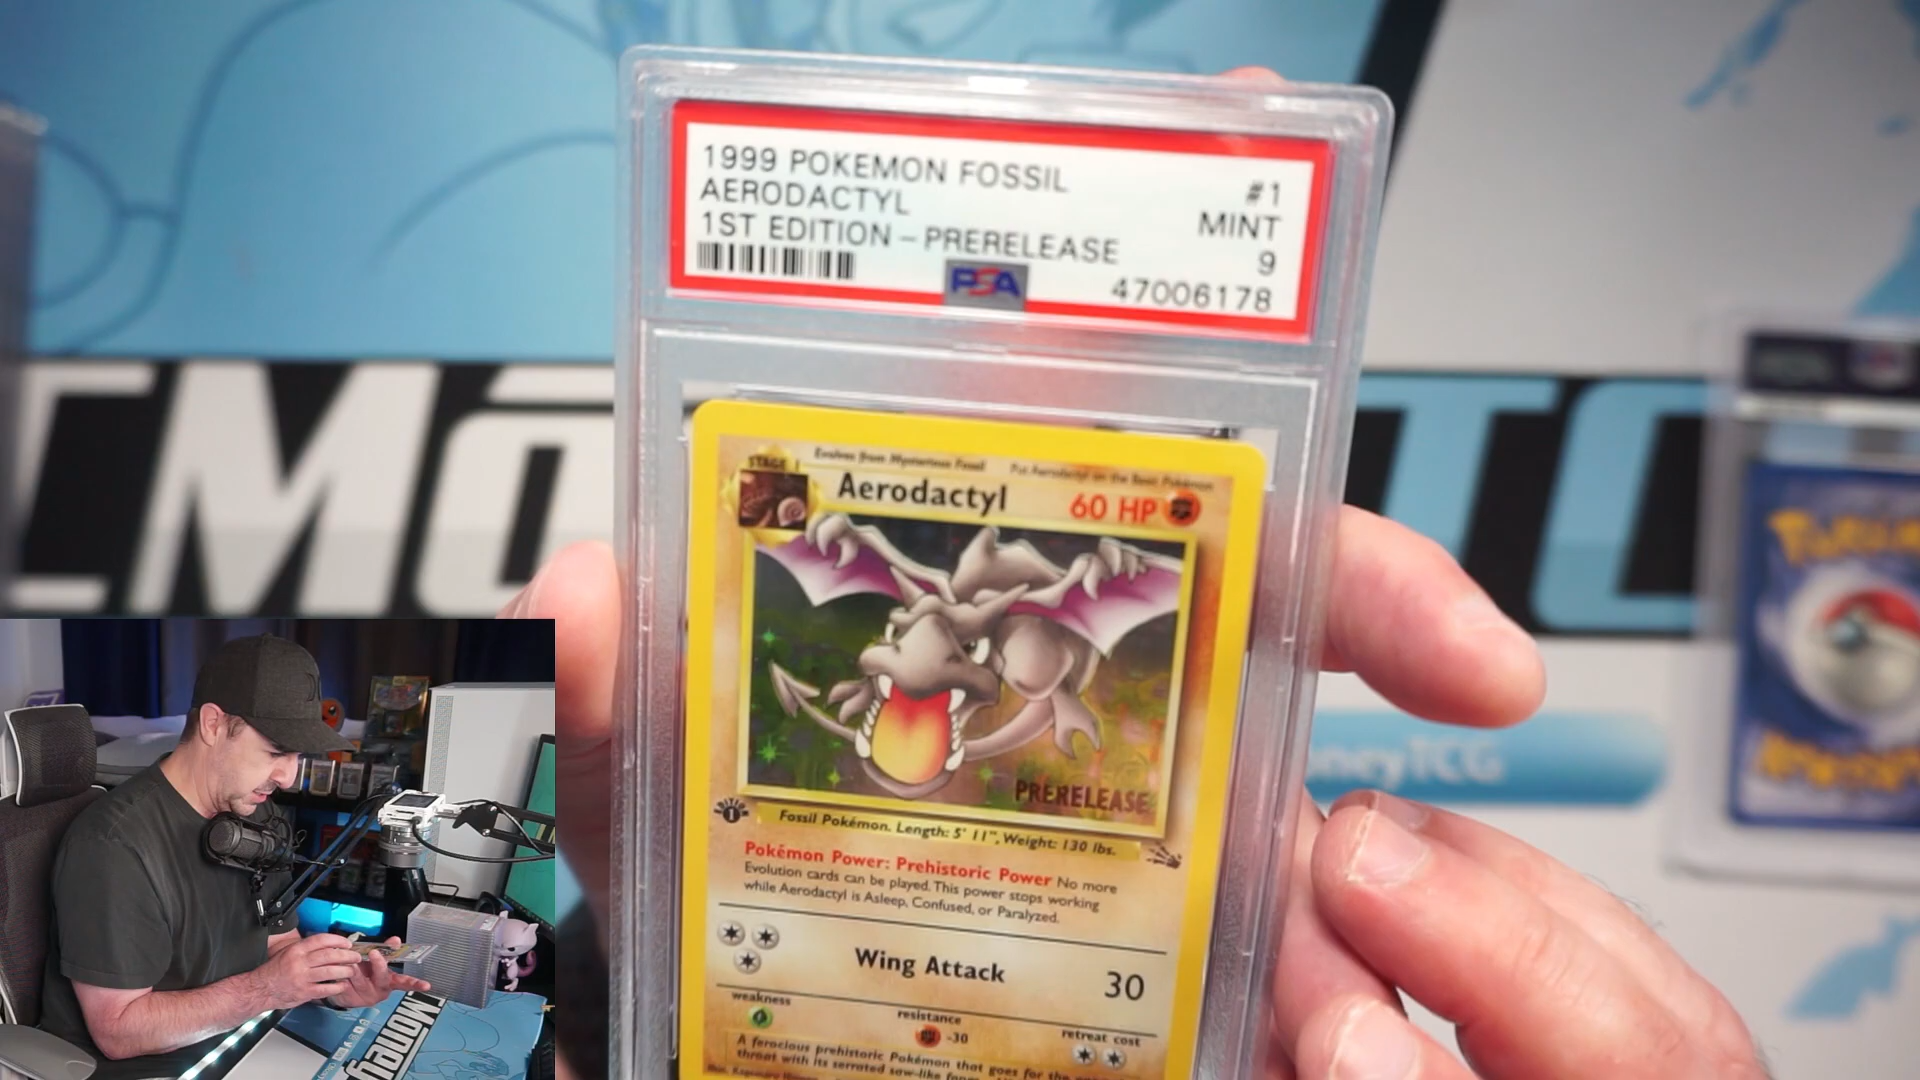 1999 POKEMON FOSSIL #1
AERODACTYL MINT
1ST EDITION – PRERELEASE 9
PSA 47006178
STAGE 1 Evolves from Mysterious Fossil Put Aerodactyl on the Basic Pokémon
Aerodactyl 60 HP
PRERELEASE
EDITION 1
Fossil Pokémon. Length: 5' 11", Weight: 130 lbs.
Pokémon Power: Prehistoric Power No more
Evolution cards can be played. This power stops working
while Aerodactyl is Asleep, Confused, or Paralyzed.
Wing Attack 30
weakness resistance retreat cost
-30
A ferocious prehistoric Pokémon that goes for the
throat with its serrated saw-like
neyTCG